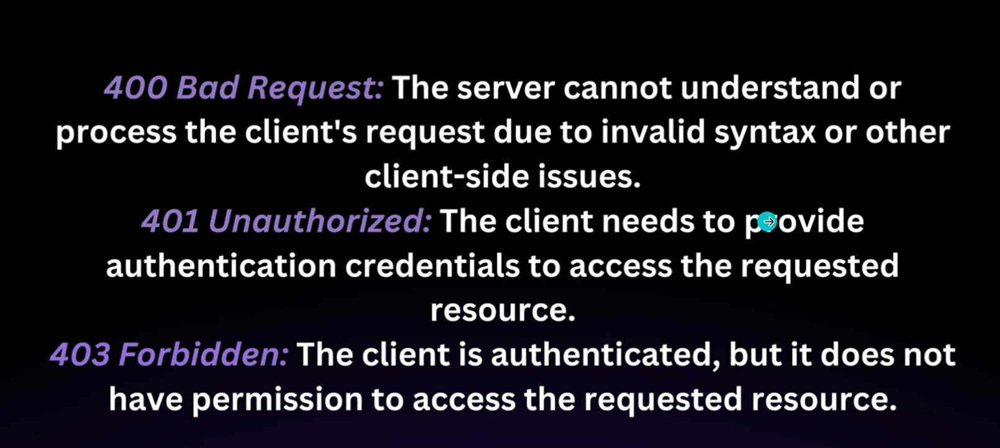 400 Bad Request: The server cannot understand or
process the client's request due to invalid syntax or other
client-side issues.
401 Unauthorized: The client needs to provide
authentication credentials to access the requested
resource.
403 Forbidden: The client is authenticated, but it does not
have permission to access the requested resource.